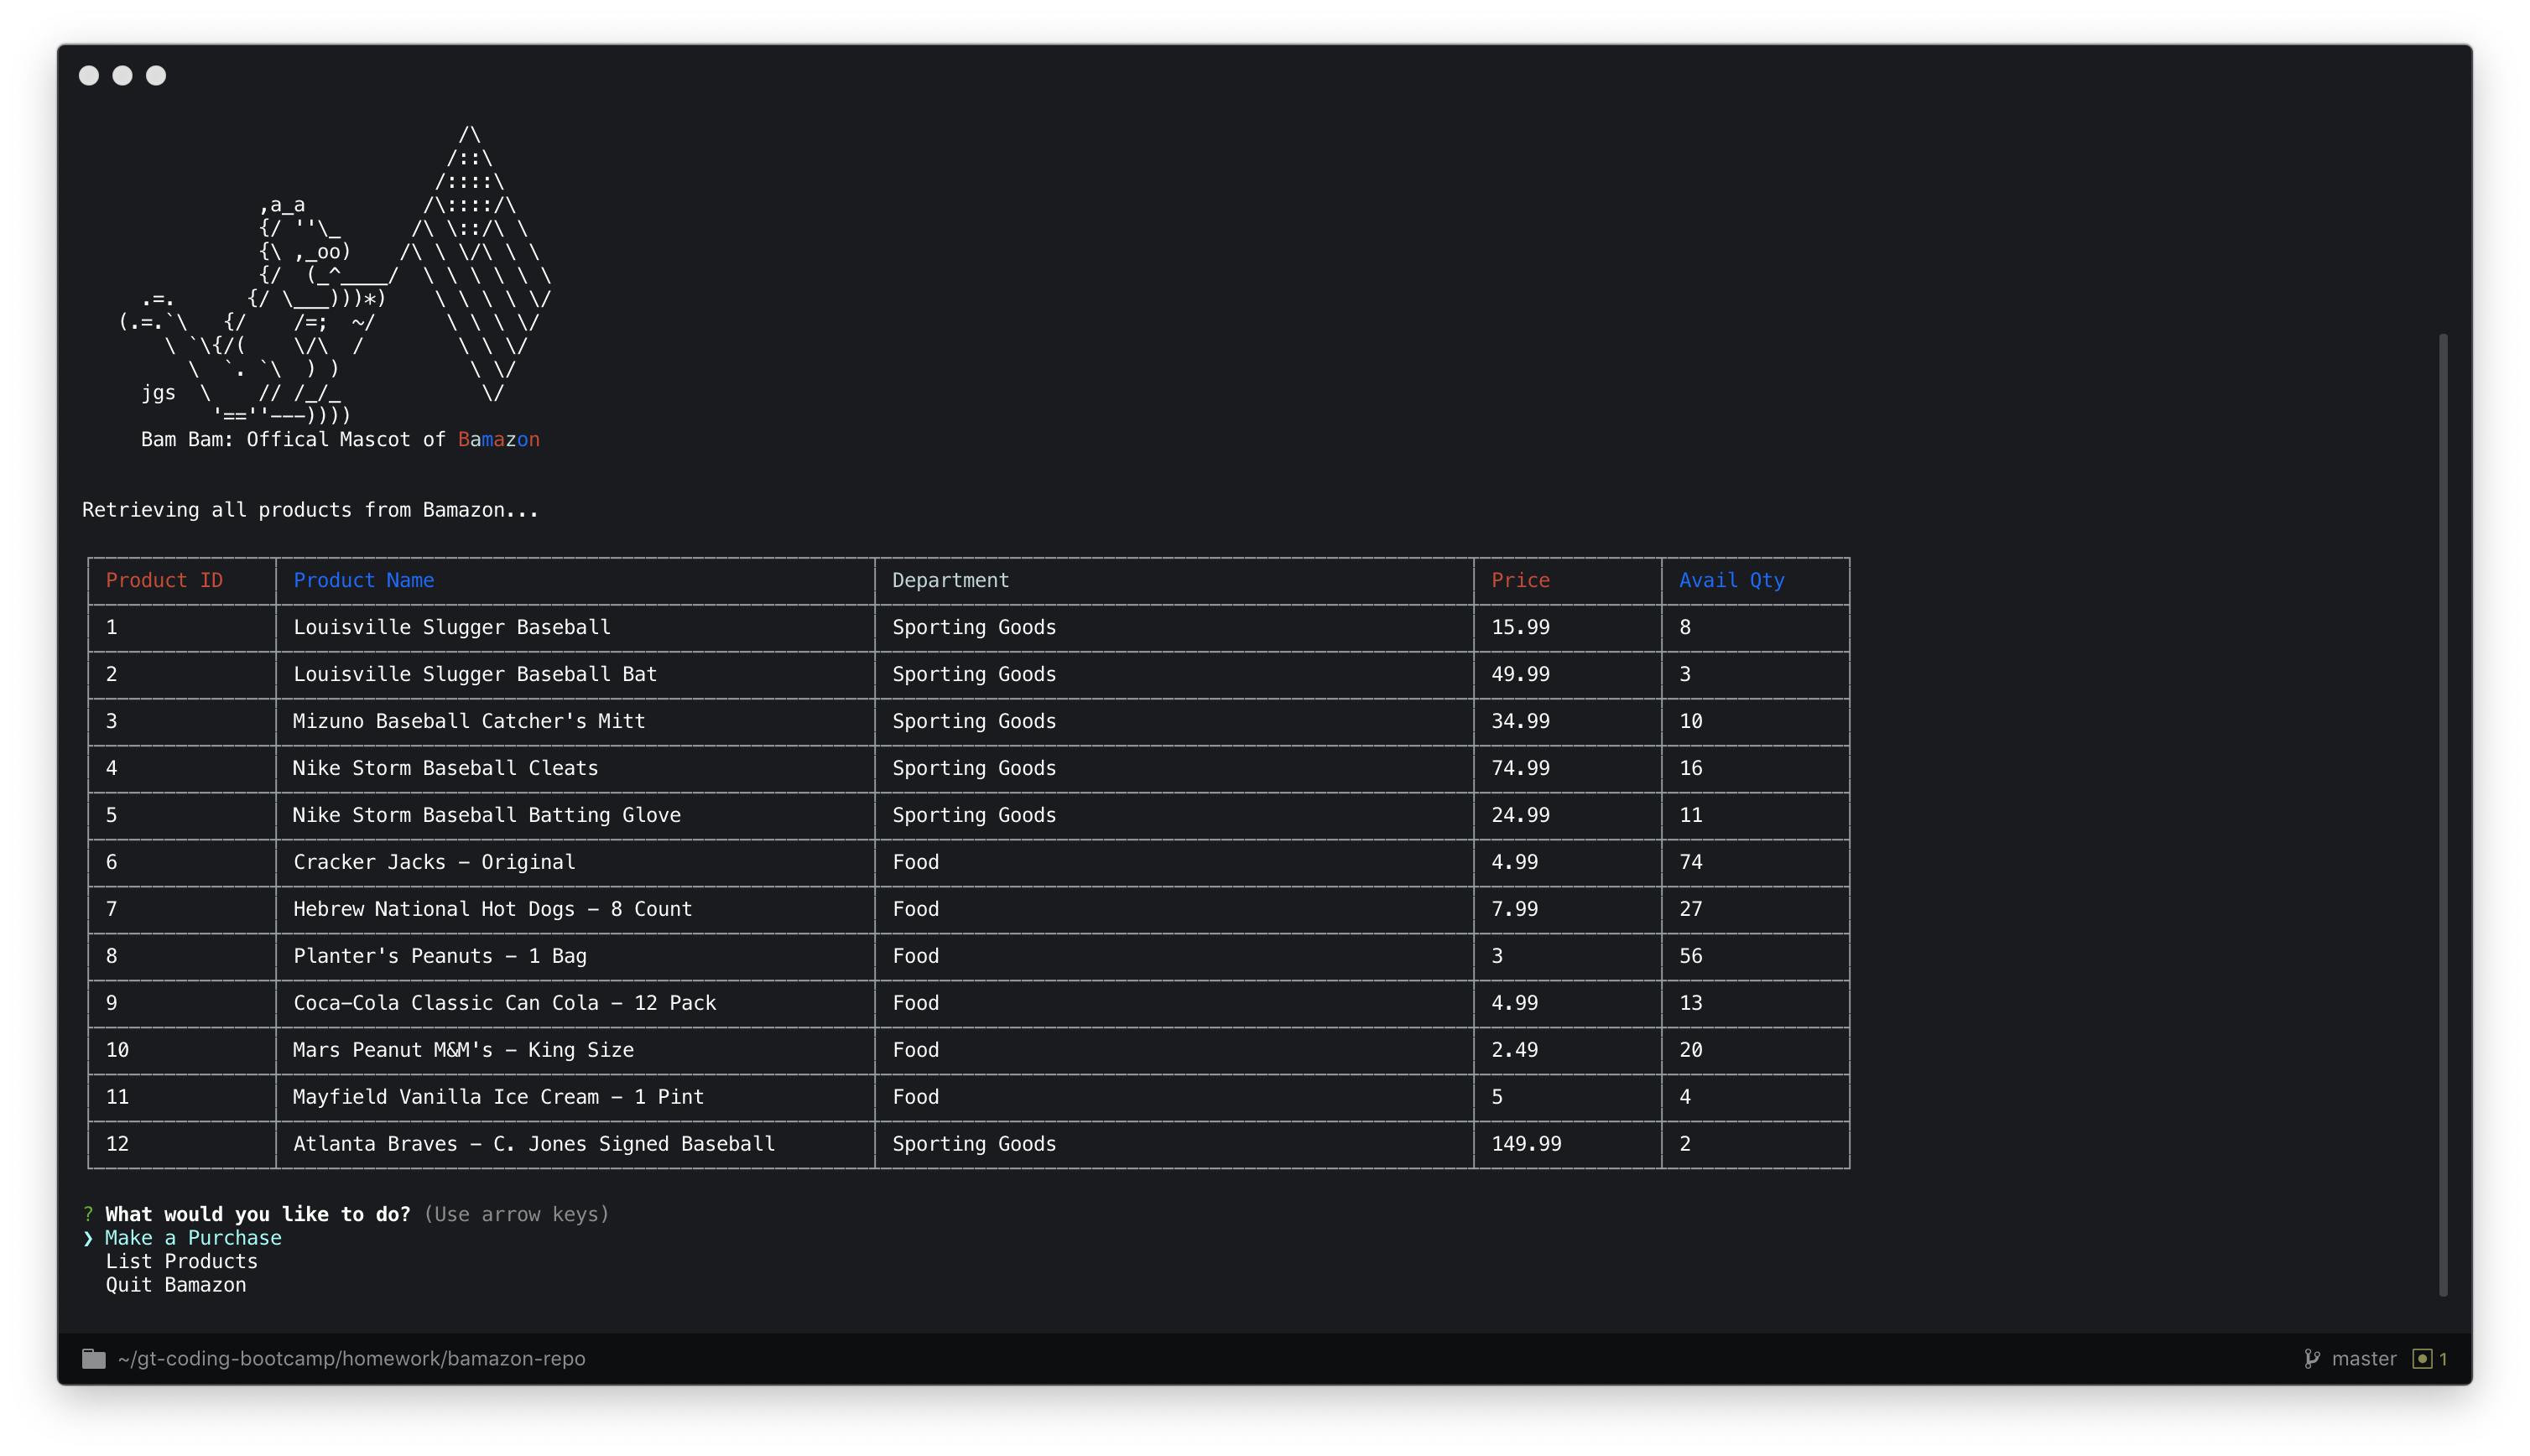 /\
/::\
/::::\
,a_a /\::::/\
{/ ''\_ /\ \::/\ \
{\ ,_oo) /\ \ \/\ \ \
{/ (_^____/ \ \ \ \ \ \
.=. {/ \___)))*) \ \ \ \ \/
(.=.`\ {/ /=; ~/ \ \ \ \/
\ `\{/( \/\ / \ \ \/
\ `. `\ ) ) \ \/
jgs \ // /_/_ \/
'==''---))))
Bam Bam: Offical Mascot of Bamazon
Retrieving all products from Bamazon...
Product ID Product Name Department Price Avail Qty
1 Louisville Slugger Baseball Sporting Goods 15.99 8
2 Louisville Slugger Baseball Bat Sporting Goods 49.99 3
3 Mizuno Baseball Catcher's Mitt Sporting Goods 34.99 10
4 Nike Storm Baseball Cleats Sporting Goods 74.99 16
5 Nike Storm Baseball Batting Glove Sporting Goods 24.99 11
6 Cracker Jacks - Original Food 4.99 74
7 Hebrew National Hot Dogs - 8 Count Food 7.99 27
8 Planter's Peanuts - 1 Bag Food 3 56
9 Coca-Cola Classic Can Cola - 12 Pack Food 4.99 13
10 Mars Peanut M&M's - King Size Food 2.49 20
11 Mayfield Vanilla Ice Cream - 1 Pint Food 5 4
12 Atlanta Braves - C. Jones Signed Baseball Sporting Goods 149.99 2
? What would you like to do? (Use arrow keys)
❯ Make a Purchase
List Products
Quit Bamazon
~/gt-coding-bootcamp/homework/bamazon-repo master 1